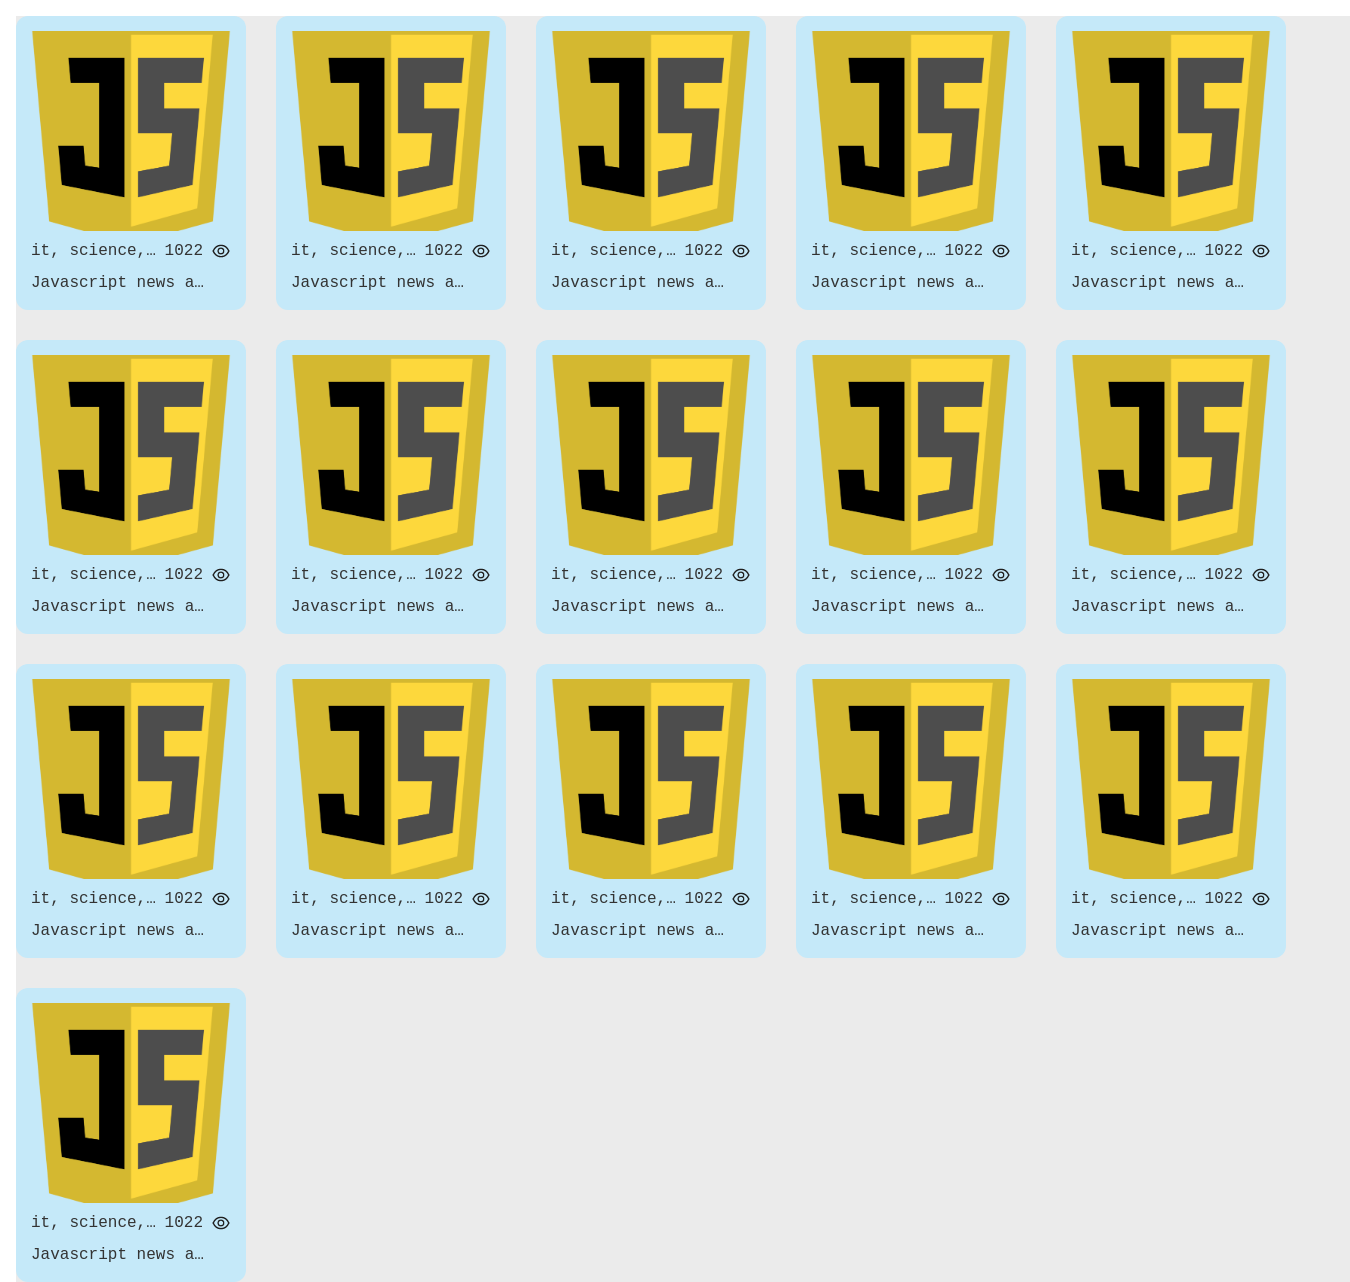 JS JS JS JS JS
it, science,… 1022 it, science,… 1022 it, science,… 1022 it, science,… 1022 it, science,… 1022
Javascript news a… Javascript news a… Javascript news a… Javascript news a… Javascript news a…
JS JS JS JS JS
it, science,… 1022 it, science,… 1022 it, science,… 1022 it, science,… 1022 it, science,… 1022
Javascript news a… Javascript news a… Javascript news a… Javascript news a… Javascript news a…
JS JS JS JS JS
it, science,… 1022 it, science,… 1022 it, science,… 1022 it, science,… 1022 it, science,… 1022
Javascript news a… Javascript news a… Javascript news a… Javascript news a… Javascript news a…
JS
it, science,… 1022
Javascript news a…